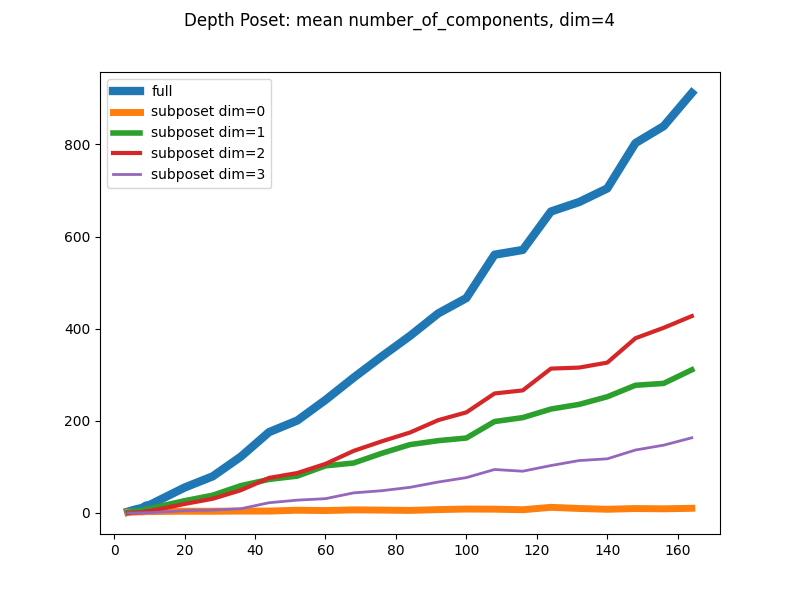 Depth Poset: mean number_of_components, dim=4
full
subposet dim=0
subposet dim=1
subposet dim=2
subposet dim=3
800
600
400
200
0
0 20 40 60 80 100 120 140 160